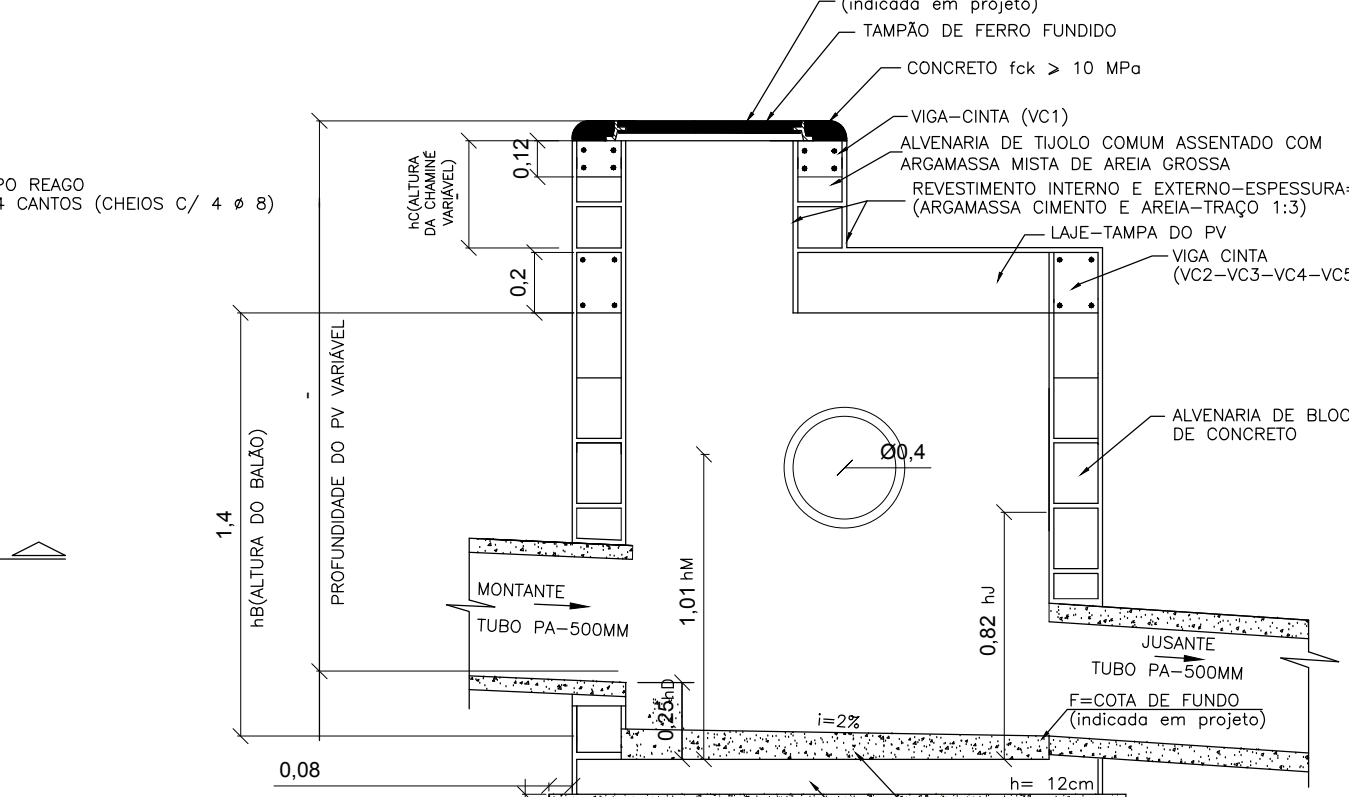 (indicada em projeto)
TAMPÃO DE FERRO FUNDIDO
CONCRETO fck ⩾ 10 MPa
VIGA-CINTA (VC1)
ALVENARIA DE TIJOLO COMUM ASSENTADO COM
ARGAMASSA MISTA DE AREIA GROSSA
REVESTIMENTO INTERNO E EXTERNO-ESPESSURA=
(ARGAMASSA CIMENTO E AREIA-TRAÇO 1:3)
LAJE-TAMPA DO PV
VIGA CINTA
(VC2-VC3-VC4-VC5
PO REAGO
4 CANTOS (CHEIOS C/ 4 ø 8)
hC(ALTURA
DA CHAMINÉ
VARIÁVEL)
-
0,12
0,2
PROFUNDIDADE DO PV VARIÁVEL
-
1,4
hB(ALTURA DO BALÃO)
ALVENARIA DE BLOC
DE CONCRETO
Ø0,4
1,01 hM
0,82 hJ
0,25 hD
MONTANTE
TUBO PA-500MM
JUSANTE
TUBO PA-500MM
F=COTA DE FUNDO
(indicada em projeto)
i=2%
0,08
h= 12cm